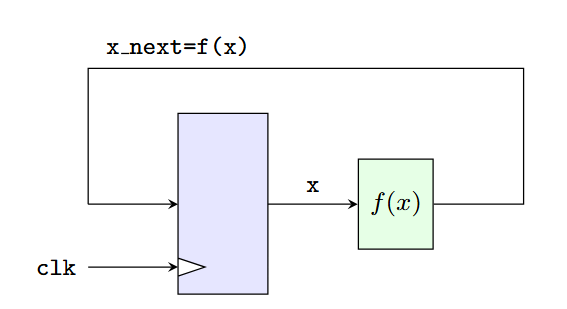 x_next=f(x)
x
f(x)
clk